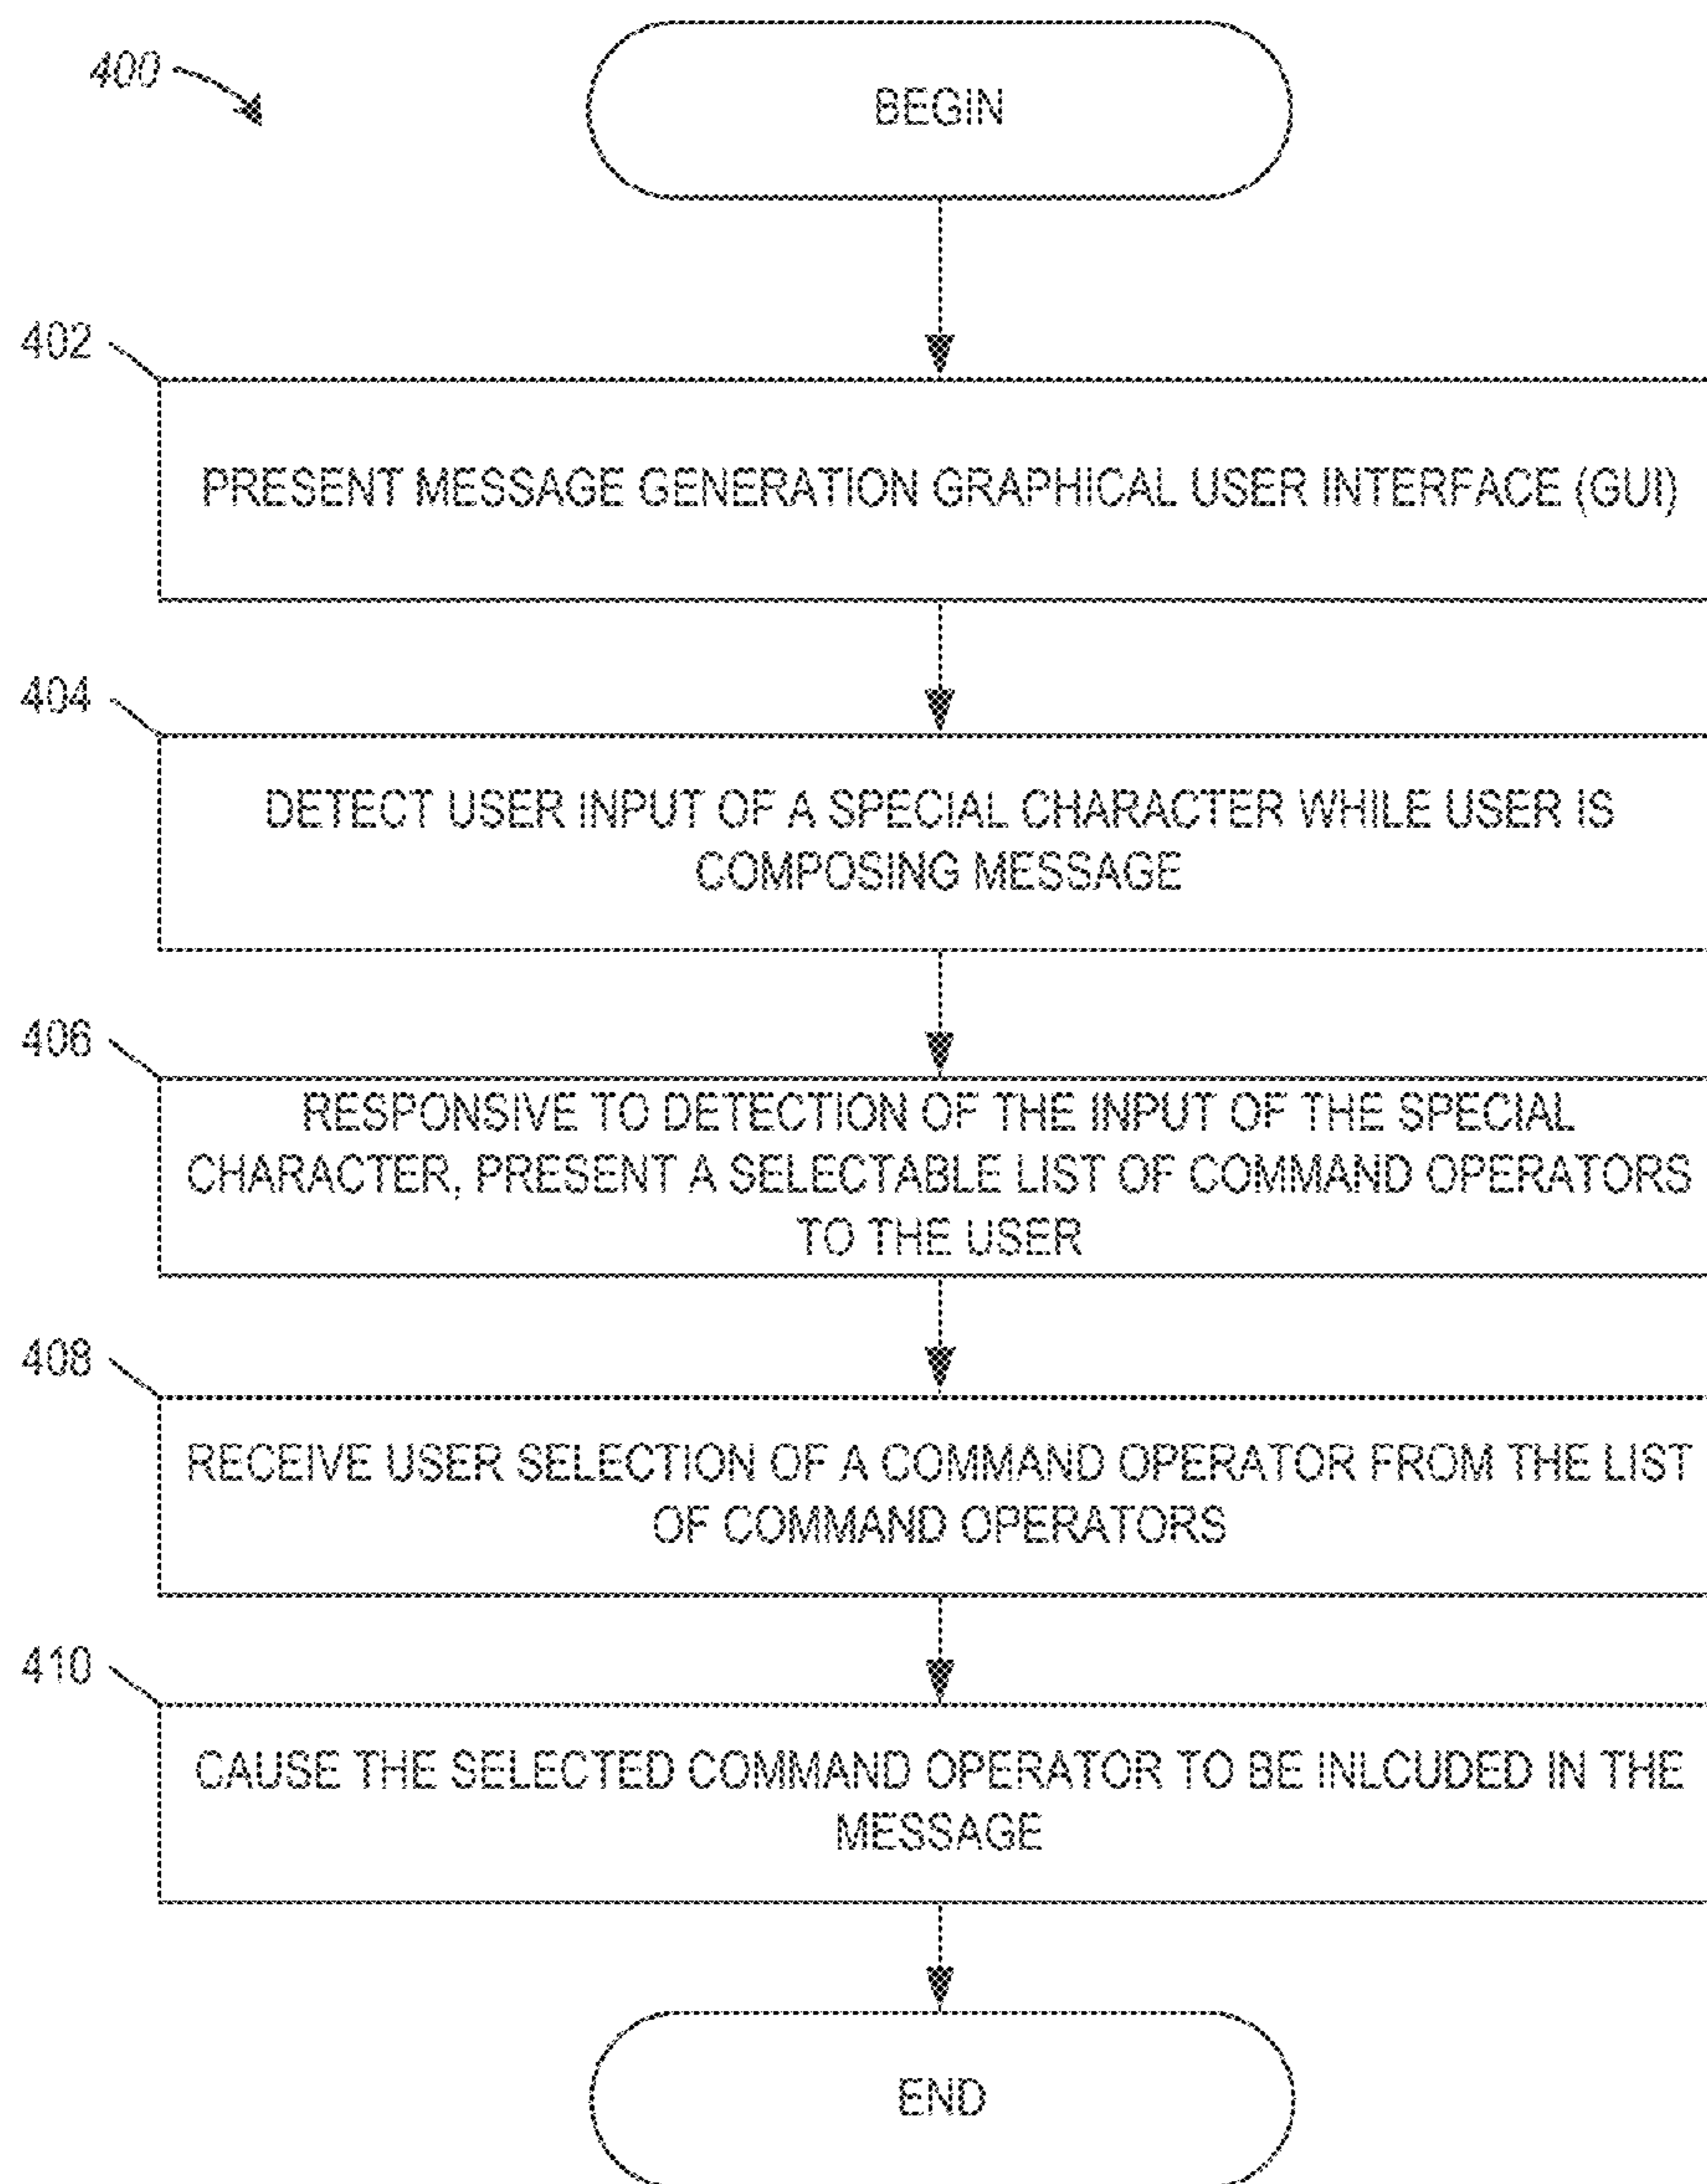 400
BEGIN
402
PRESENT MESSAGE GENERATION GRAPHICAL USER INTERFACE (GUI)
404
DETECT USER INPUT OF A SPECIAL CHARACTER WHILE USER IS
COMPOSING MESSAGE
406
RESPONSIVE TO DETECTION OF THE INPUT OF THE SPECIAL
CHARACTER, PRESENT A SELECTABLE LIST OF COMMAND OPERATORS
TO THE USER
408
RECEIVE USER SELECTION OF A COMMAND OPERATOR FROM THE LIST
OF COMMAND OPERATORS
410
CAUSE THE SELECTED COMMAND OPERATOR TO BE INLCUDED IN THE
MESSAGE
END